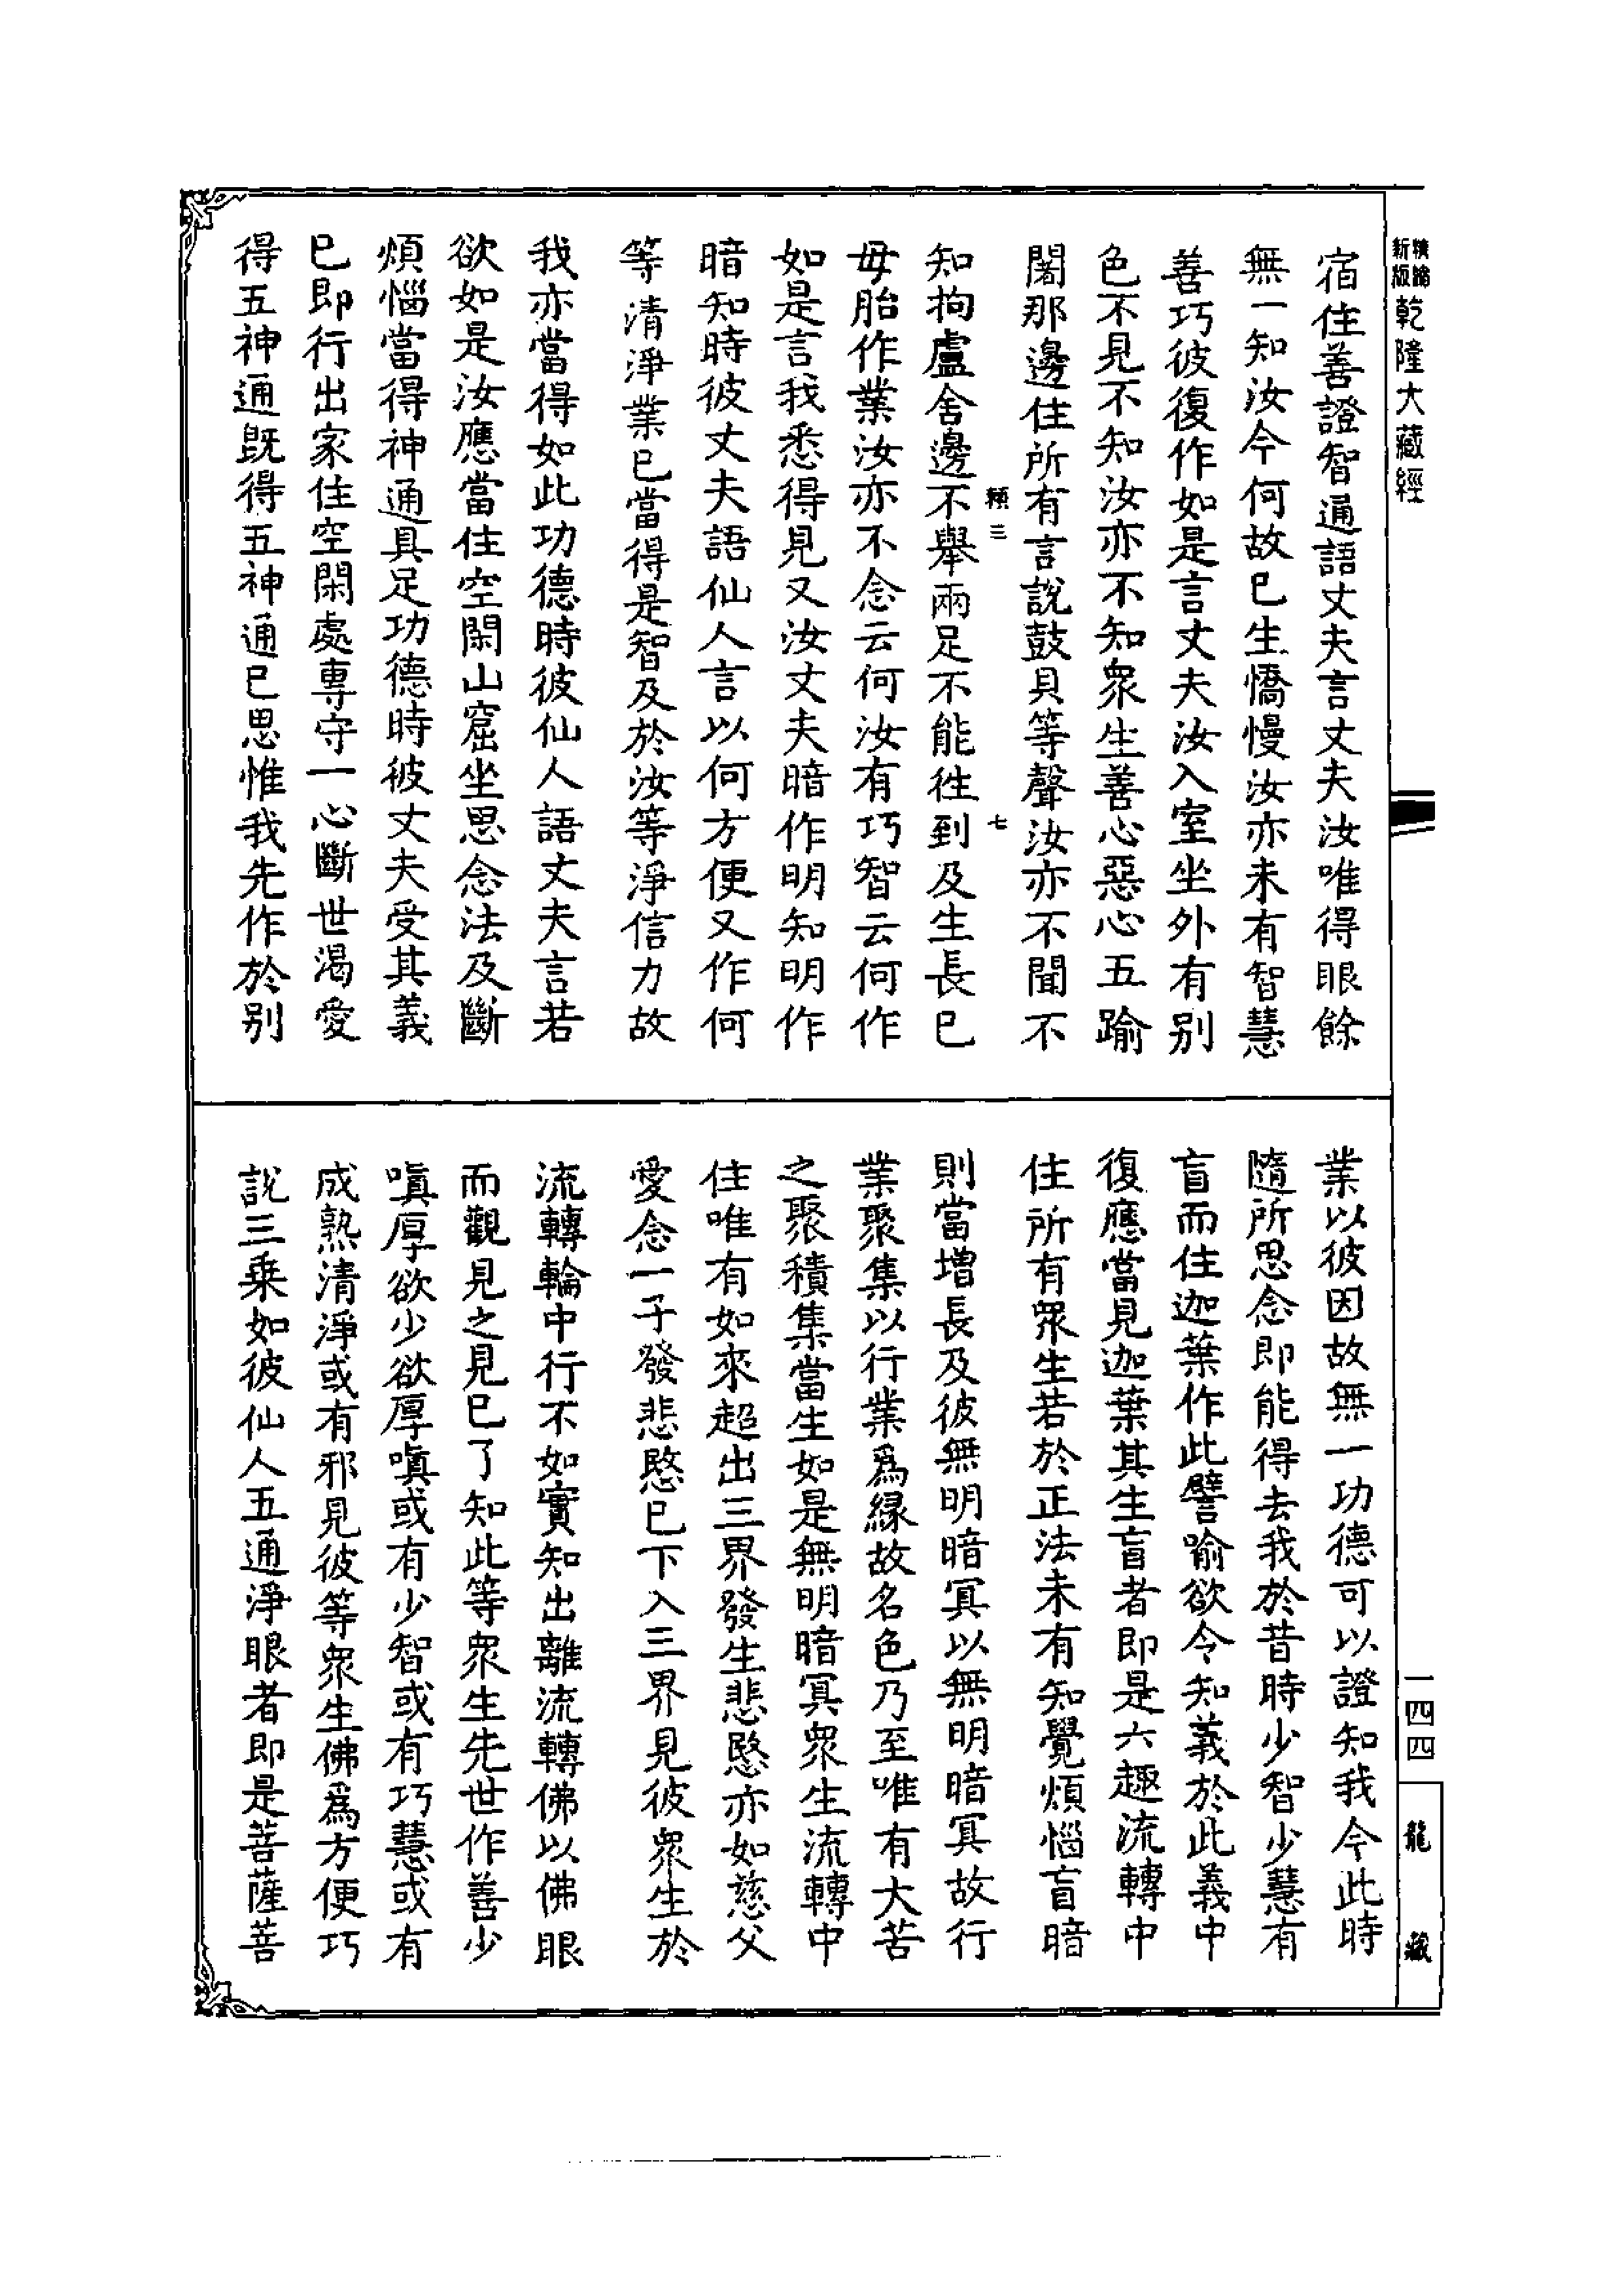 新版
精編
乾隆大藏經
宿住善證智通語丈夫言丈夫汝唯得眼餘
無一知汝今何故已生憍慢汝亦未有智慧
善巧彼復作如是言丈夫汝入室坐外有別
色不見不知汝亦不知衆生善心惡心五踰
闍那邊住所有言說鼓貝等聲汝亦不聞不
頼三 七
知拘盧舍邊不舉兩足不能往到及生長已
母胎作業汝亦不念云何汝有巧智云何作
如是言我悉得見又汝丈夫暗作明知明作
暗知時彼丈夫語仙人言以何方便又作何
等清淨業已當得是智及於汝等淨信力故
我亦當得如此功德時彼仙人語丈夫言若
欲如是汝應當住空閑山窟坐思念法及斷
煩惱當得神通具足功德時彼丈夫受其義
已即行出家住空閑處專守一心斷世渴愛
得五神通既得五神通已思惟我先作於別
業以彼因故無一功德可以證知我今此時
隨所思念即能得去我於昔時少智少慧有
盲而住迦葉作此譬喻欲令知義於此義中
復應當見迦葉其生盲者即是六趣流轉中
住所有衆生若於正法未有知覺煩惱盲暗
則當增長及彼無明暗冥以無明暗冥故行
業聚集以行業爲緣故名色乃至唯有大苦
之聚積集當生如是無明暗冥衆生流轉中
住唯有如來超出三界發生悲愍亦如慈父
愛念一子發悲愍已下入三界見彼衆生於
流轉輪中行不如實知出離流轉佛以佛眼
而觀見之見已了知此等衆生先世作善少
嗔厚欲少欲厚嗔或有少智或有巧慧或有
成熟清淨或有邪見彼等衆生佛爲方便巧
說三乘如彼仙人五通淨眼者即是菩薩菩
一四四
龍藏